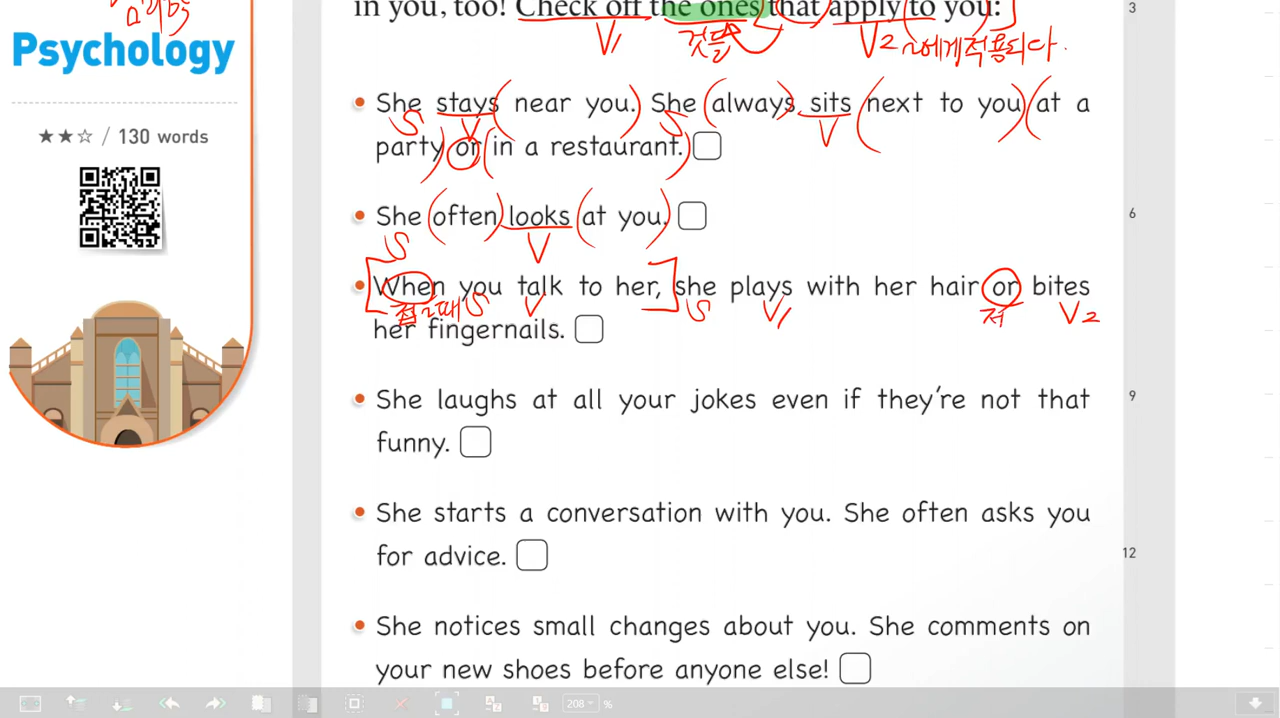 in you, too! Check off the ones that apply to you:
3
V1
것들
V2
~에게 적용되다.
Psychology
★★☆ / 130 words
She stays near you. She always sits next to you at a
S V S V
party or in a restaurant.
She often looks at you.
6
S V
When you talk to her, she plays with her hair or bites
접 ~때 S V S V1 접 V2
her fingernails.
She laughs at all your jokes even if they're not that
9
funny.
She starts a conversation with you. She often asks you
for advice.
12
She notices small changes about you. She comments on
your new shoes before anyone else!
208 %